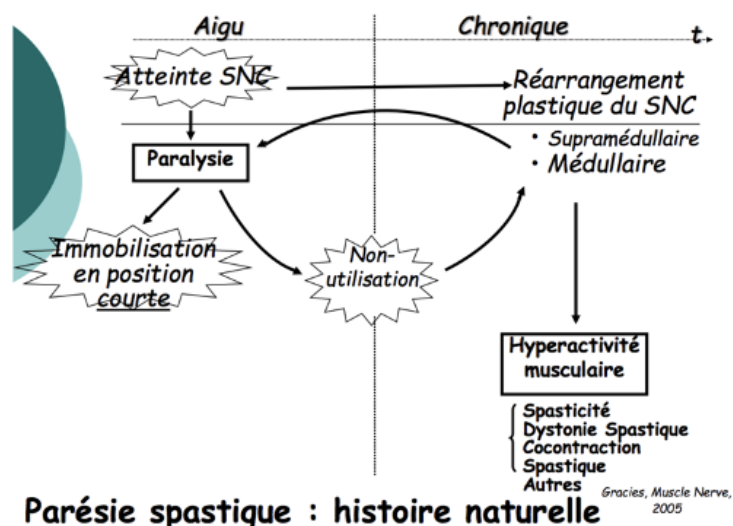 Aigu
Chronique
t.
Atteinte SNC
Réarrangement
plastique du SNC
• Supramédullaire
• Médullaire
Paralysie
Immobilisation
en position
courte
Non-
utilisation
Hyperactivité
musculaire
Spasticité
Dystonie Spastique
Cocontraction
Spastique
Autres
Parésie spastique : histoire naturelle
Gracies, Muscle Nerve,
2005